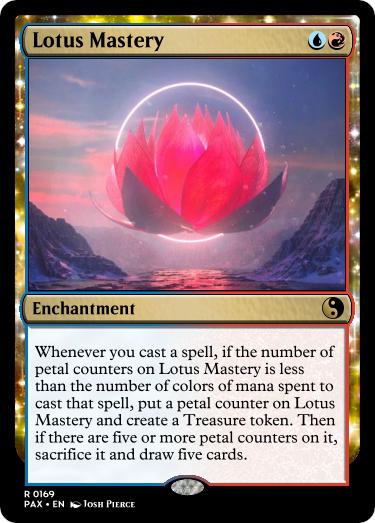 Lotus Mastery
Enchantment
Whenever you cast a spell, if the number of
petal counters on Lotus Mastery is less
than the number of colors of mana spent to
cast that spell, put a petal counter on Lotus
Mastery and create a Treasure token. Then
if there are five or more petal counters on it,
sacrifice it and draw five cards.
R 0169
PAX • EN Josh Pierce